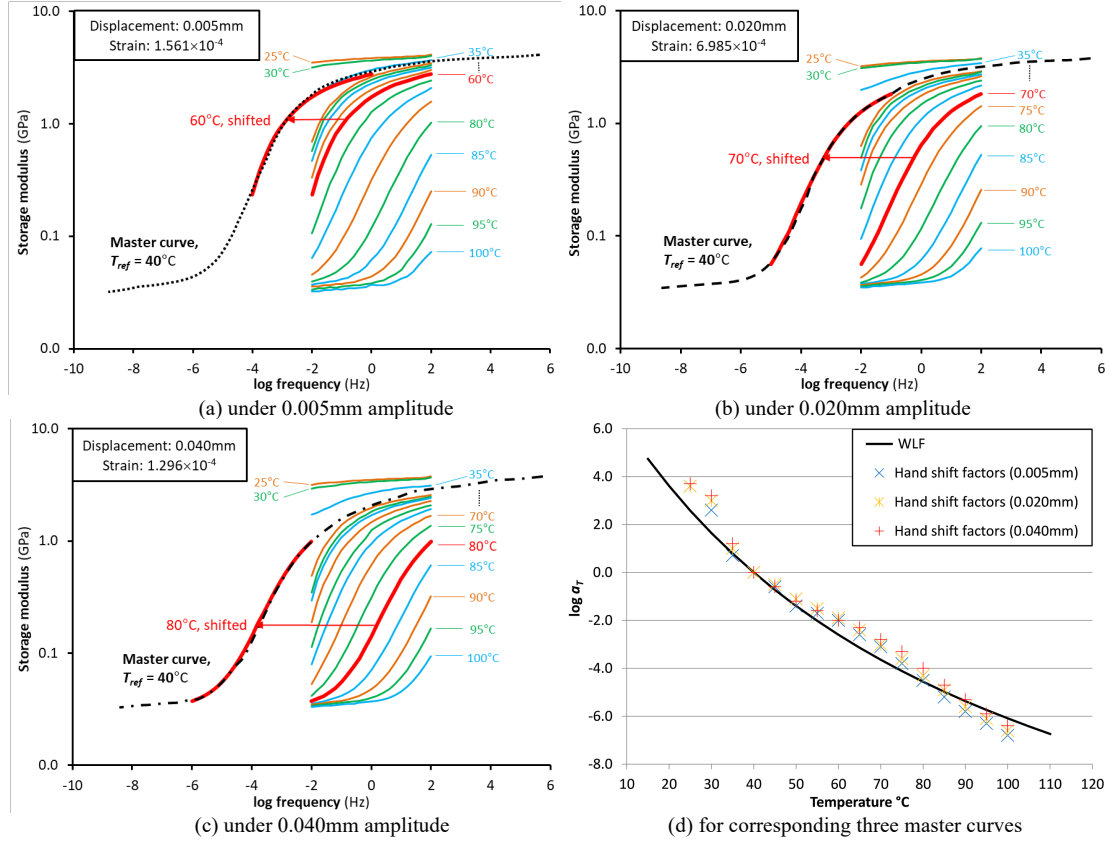 Displacement: 0.005mm
Strain: 1.561×10⁻⁴
10.0
1.0
0.1
0.0
Storage modulus (GPa)
25°C
30°C
35°C
60°C
80°C
85°C
90°C
95°C
100°C
60°C, shifted
Master curve,
T_ref = 40°C
-10 -8 -6 -4 -2 0 2 4 6
log frequency (Hz)
(a) under 0.005mm amplitude
Displacement: 0.020mm
Strain: 6.985×10⁻⁴
10.0
1.0
0.1
0.0
Storage modulus (GPa)
25°C
30°C
35°C
70°C
75°C
80°C
85°C
90°C
95°C
100°C
70°C, shifted
Master curve,
T_ref = 40°C
-10 -8 -6 -4 -2 0 2 4 6
log frequency (Hz)
(b) under 0.020mm amplitude
Displacement: 0.040mm
Strain: 1.296×10⁻⁴
10.0
1.0
0.1
0.0
Storage modulus (GPa)
25°C
30°C
35°C
70°C
75°C
80°C
85°C
90°C
95°C
100°C
80°C, shifted
Master curve,
T_ref = 40°C
-10 -8 -6 -4 -2 0 2 4 6
log frequency (Hz)
(c) under 0.040mm amplitude
6.0
4.0
2.0
0.0
-2.0
-4.0
-6.0
-8.0
log α_T
WLF
Hand shift factors (0.005mm)
Hand shift factors (0.020mm)
Hand shift factors (0.040mm)
10 20 30 40 50 60 70 80 90 100 110 120
Temperature °C
(d) for corresponding three master curves